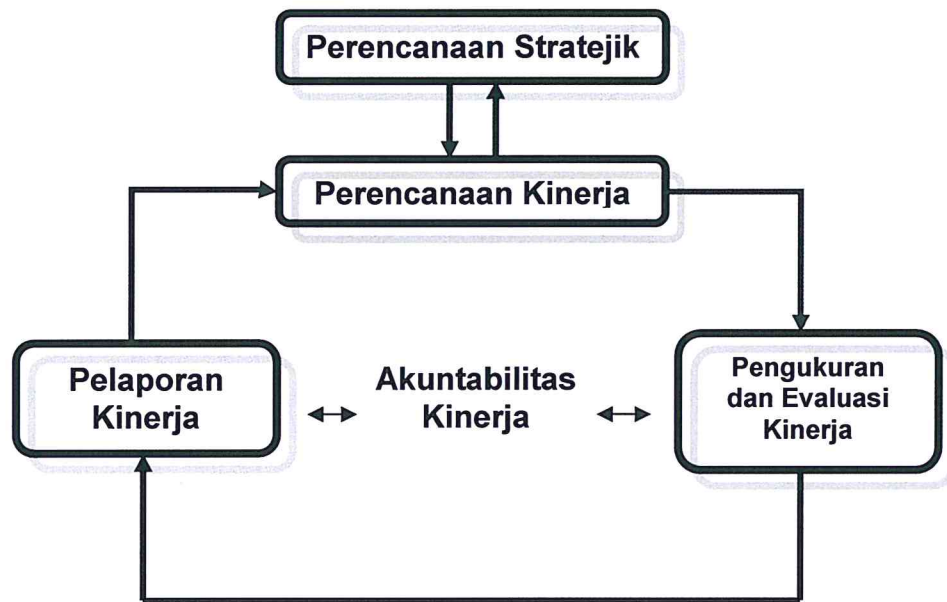 Perencanaan Stratejik
Perencanaan Kinerja
Pelaporan
Kinerja
Akuntabilitas
Kinerja
Pengukuran
dan Evaluasi
Kinerja